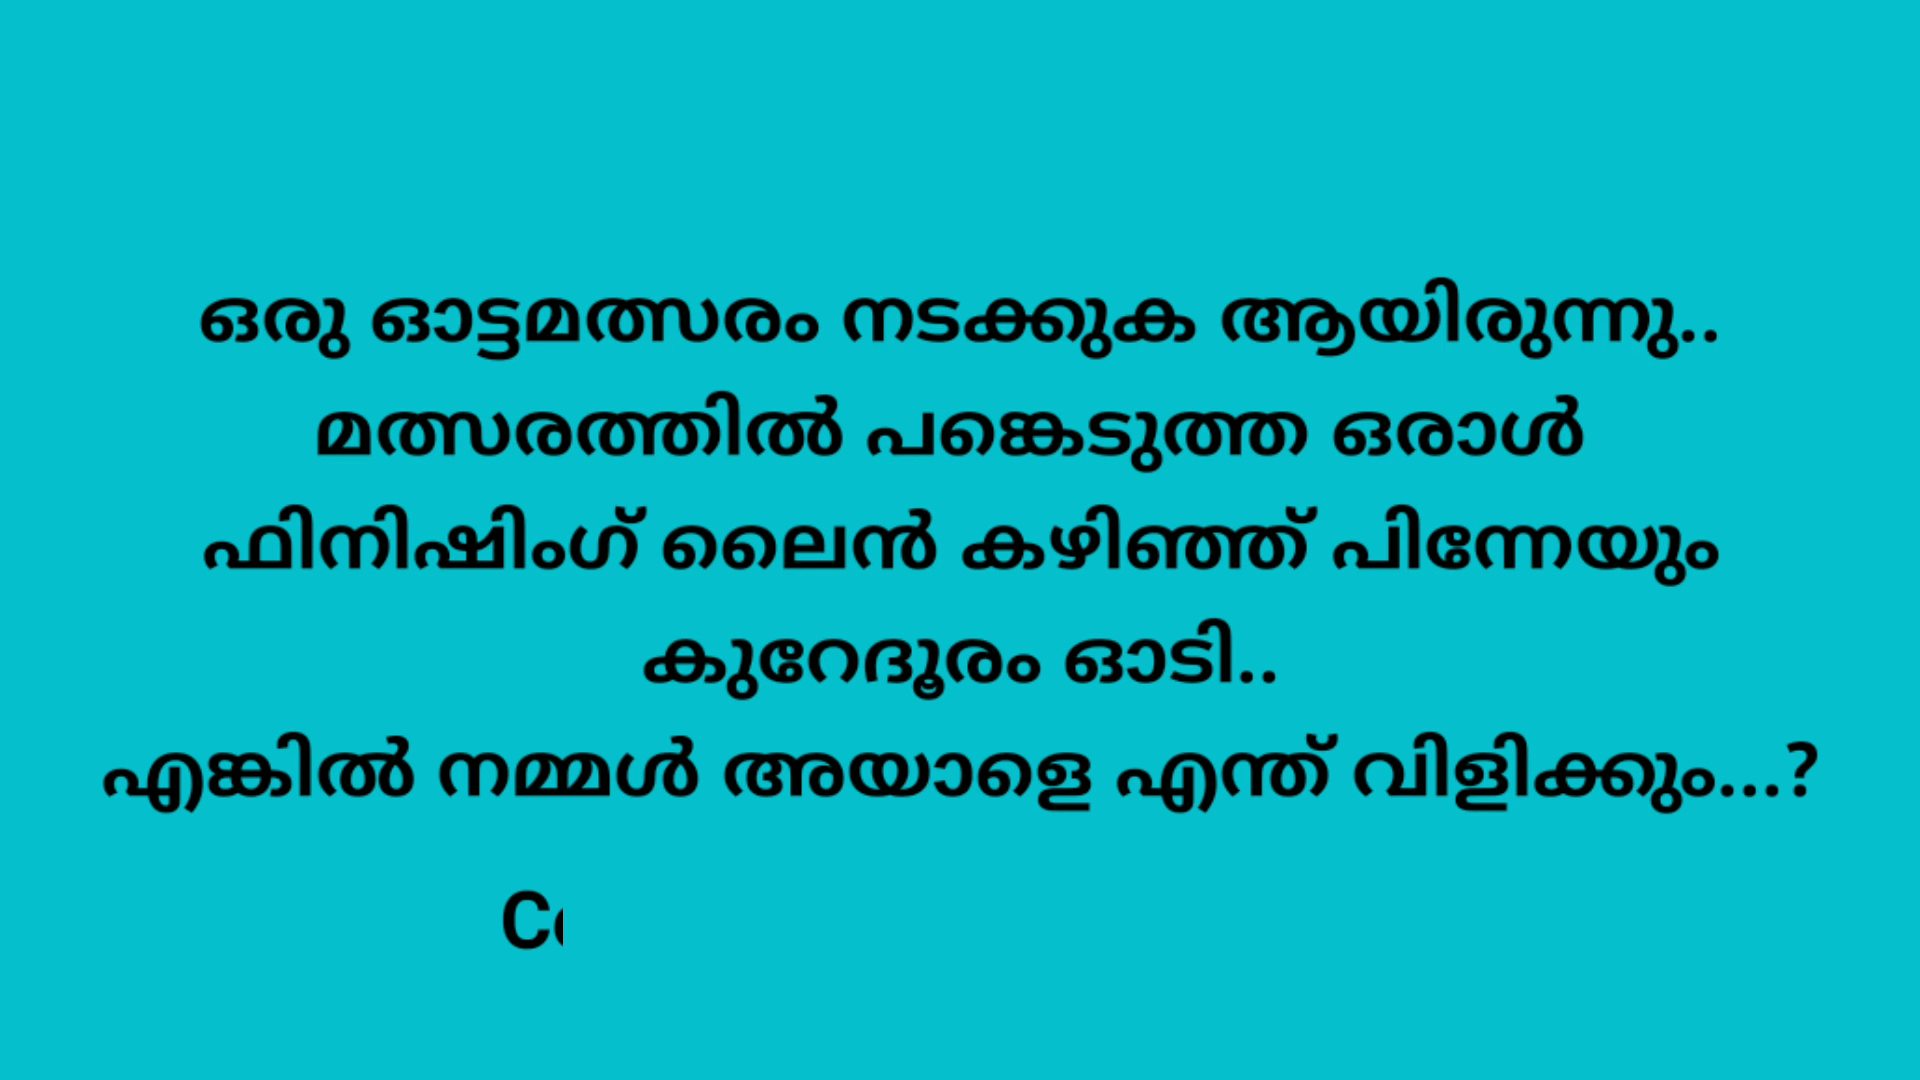 ഒരു ഓട്ടമത്സരം നടക്കുക ആയിരുന്നു..
മത്സരത്തിൽ പങ്കെടുത്ത ഒരാൾ
ഫിനിഷിംഗ് ലൈൻ കഴിഞ്ഞ് പിന്നേയും
കുറേദൂരം ഓടി..
എങ്കിൽ നമ്മൾ അയാളെ എന്ത് വിളിക്കും...?